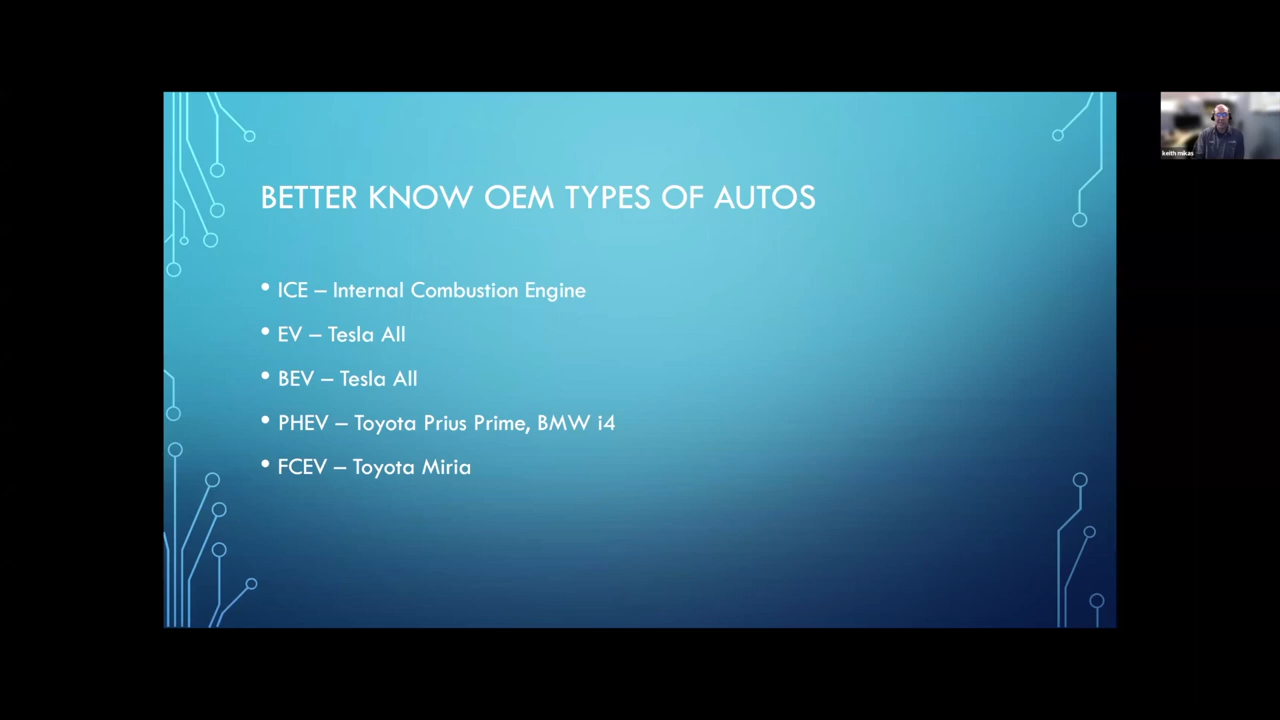 BETTER KNOW OEM TYPES OF AUTOS
• ICE – Internal Combustion Engine
• EV – Tesla All
• BEV – Tesla All
• PHEV – Toyota Prius Prime, BMW i4
• FCEV – Toyota Miria
keith mikas